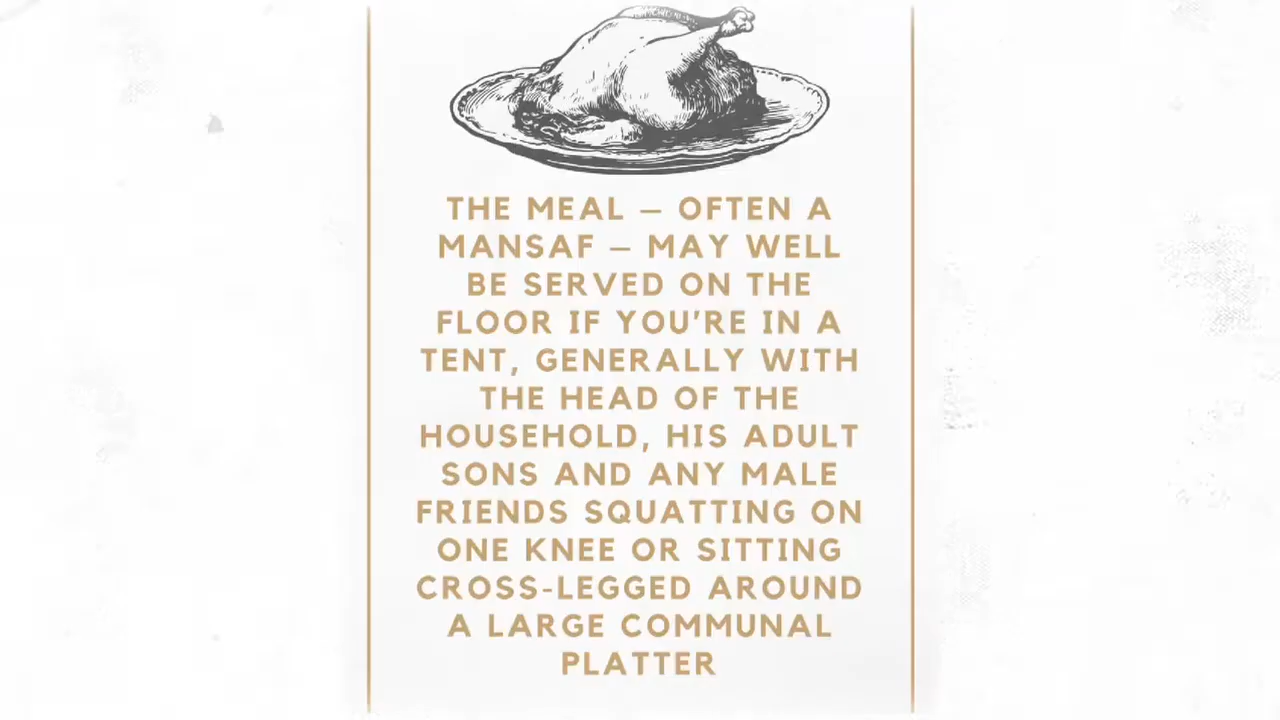 THE MEAL – OFTEN A
MANSAF – MAY WELL
BE SERVED ON THE
FLOOR IF YOU'RE IN A
TENT, GENERALLY WITH
THE HEAD OF THE
HOUSEHOLD, HIS ADULT
SONS AND ANY MALE
FRIENDS SQUATTING ON
ONE KNEE OR SITTING
CROSS-LEGGED AROUND
A LARGE COMMUNAL
PLATTER